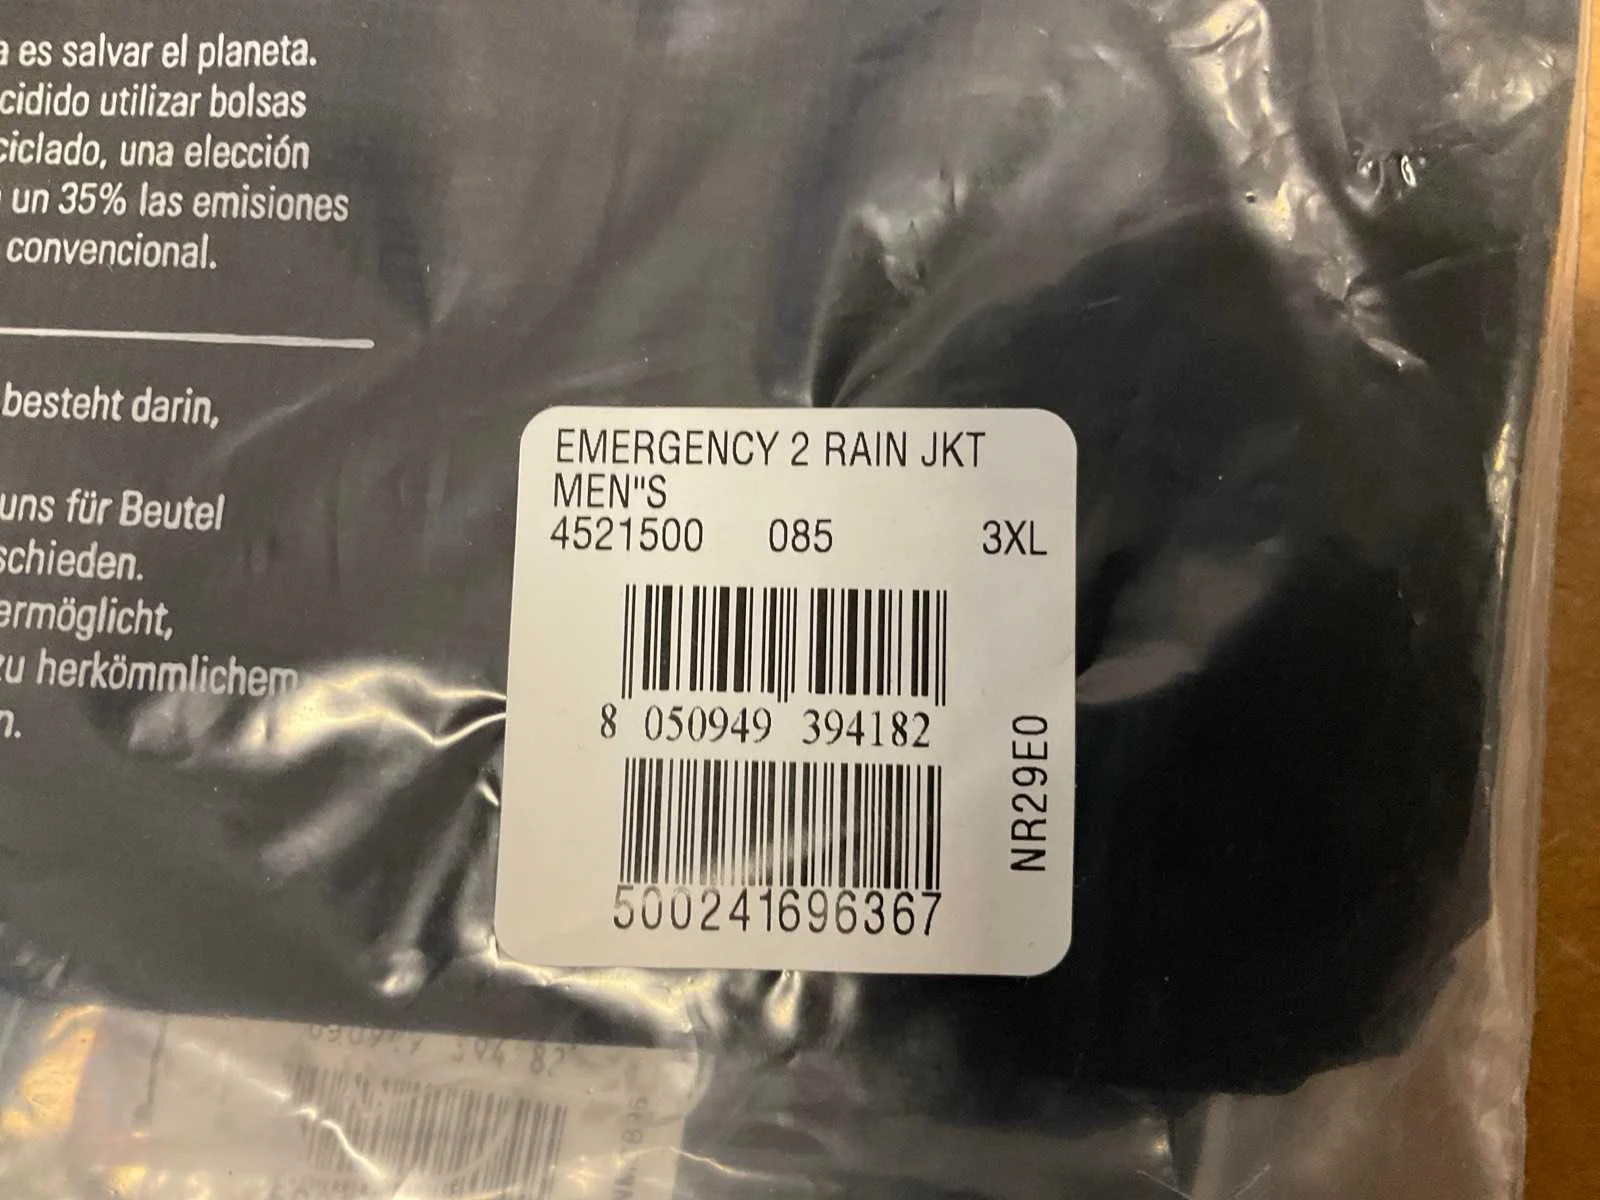 a es salvar el planeta.
cidido utilizar bolsas
ciclado, una elección
un 35% las emisiones
convencional.
besteht darin,
uns für Beutel
schieden.
ermöglicht,
zu herkömmlichem
n.
EMERGENCY 2 RAIN JKT
MEN"S
4521500 085 3XL
8 050949 394182
NR29E0
500241696367